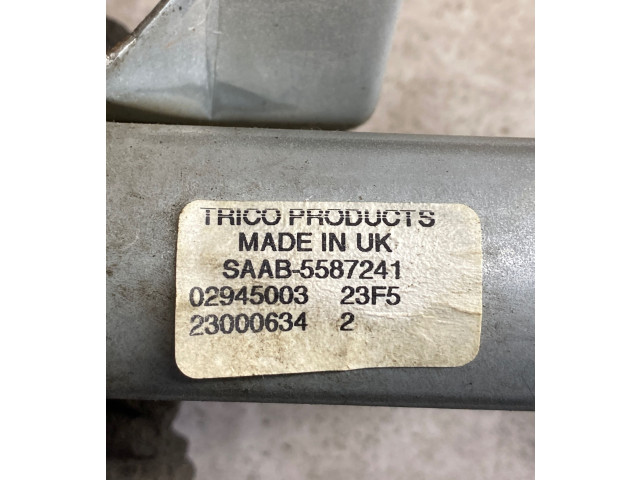 TRICO PRODUCTS
MADE IN UK
SAAB-5587241
02945003 23F5
23000634 2